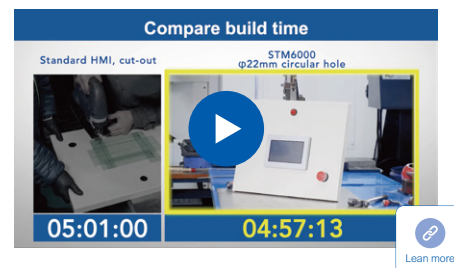 Compare build time
Standard HMI, cut-out
STM6000
φ22mm circular hole
05:01:00
04:57:13
Lean more